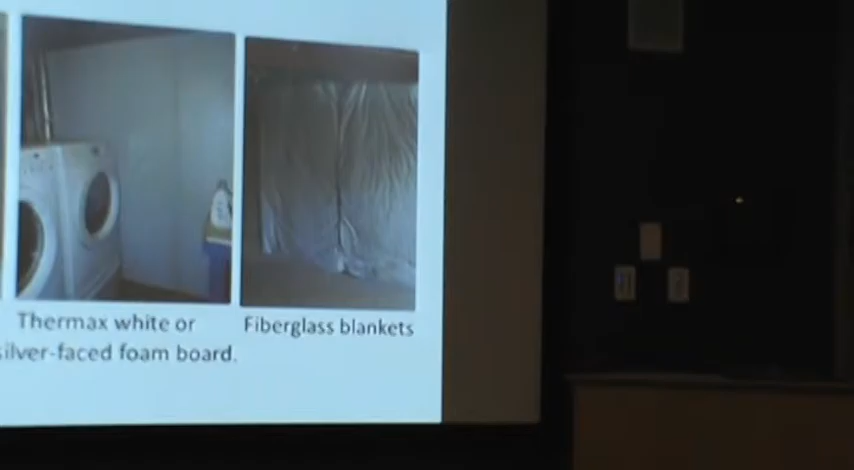 Thermax white or
silver-faced foam board.
Fiberglass blankets